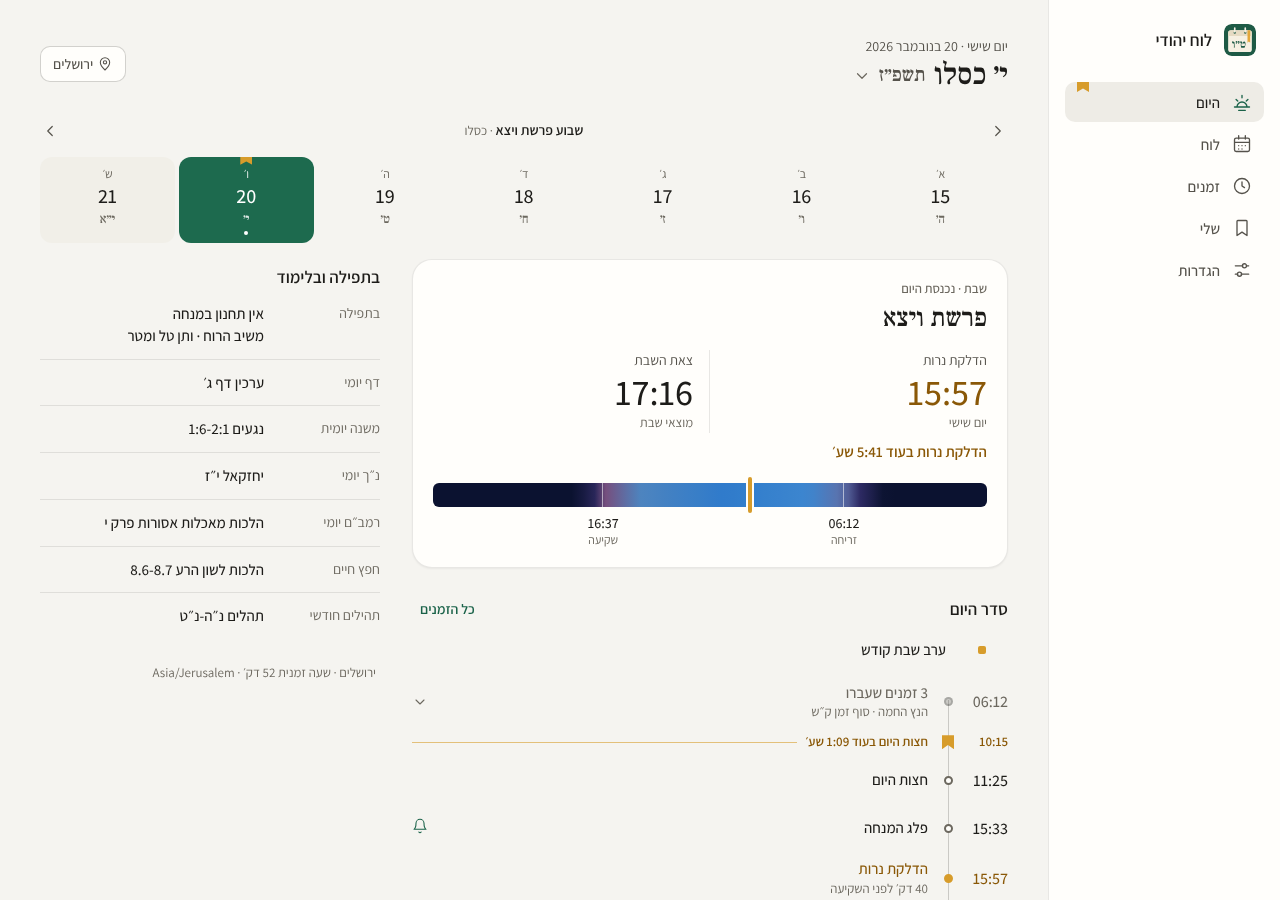 לוח יהודי
ט״ו
היום
לוח
זמנים
שלי
הגדרות
יום שישי · 20 בנובמבר 2026
י׳ כסלו תשפ״ז
ירושלים
שבוע פרשת ויצא · כסלו
א׳ ב׳ ג׳ ד׳ ה׳ ו׳ ש׳
15 16 17 18 19 20 21
ה׳ ו׳ ז׳ ח׳ ט׳ י׳ י״א
שבת · נכנסת היום
פרשת ויצא
הדלקת נרות
15:57
יום שישי
צאת השבת
17:16
מוצאי שבת
הדלקת נרות בעוד 5:41 שע׳
06:12
זריחה
16:37
שקיעה
סדר היום
כל הזמנים
ערב שבת קודש
06:12 3 זמנים שעברו
הנץ החמה · סוף זמן ק״ש
10:15 חצות היום בעוד 1:09 שע׳
11:25 חצות היום
15:33 פלג המנחה
15:57 הדלקת נרות
40 דק׳ לפני השקיעה
בתפילה ובלימוד
בתפילה אין תחנון במנחה
משיב הרוח · ותן טל ומטר
דף יומי ערכין דף ג׳
משנה יומית נגעים 1:6-2:1
נ״ך יומי יחזקאל י״ז
רמב״ם יומי הלכות מאכלות אסורות פרק י
חפץ חיים הלכות לשון הרע 8.6-8.7
תהילים חודשי תהלים נ״ה-נ״ט
ירושלים · שעה זמנית 52 דק׳ · Asia/Jerusalem